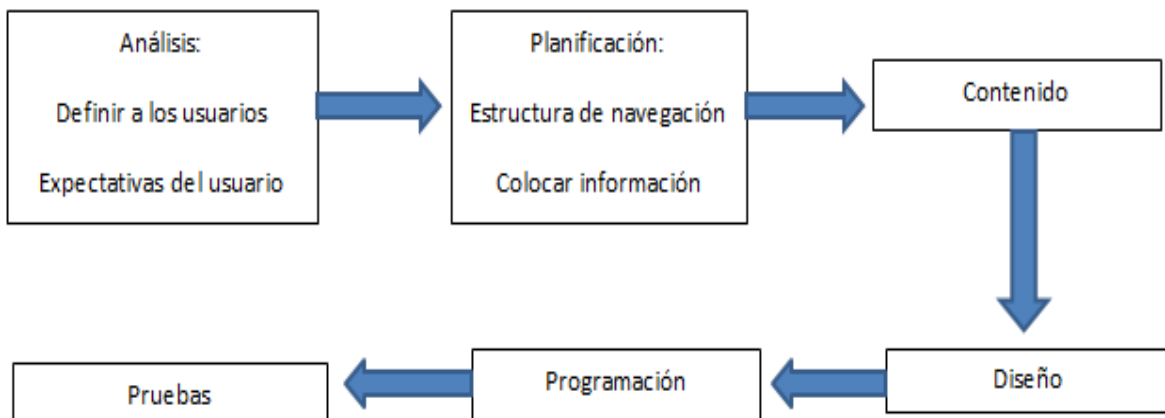 Análisis:
Definir a los usuarios
Expectativas del usuario
Planificación:
Estructura de navegación
Colocar información
Contenido
Diseño
Programación
Pruebas